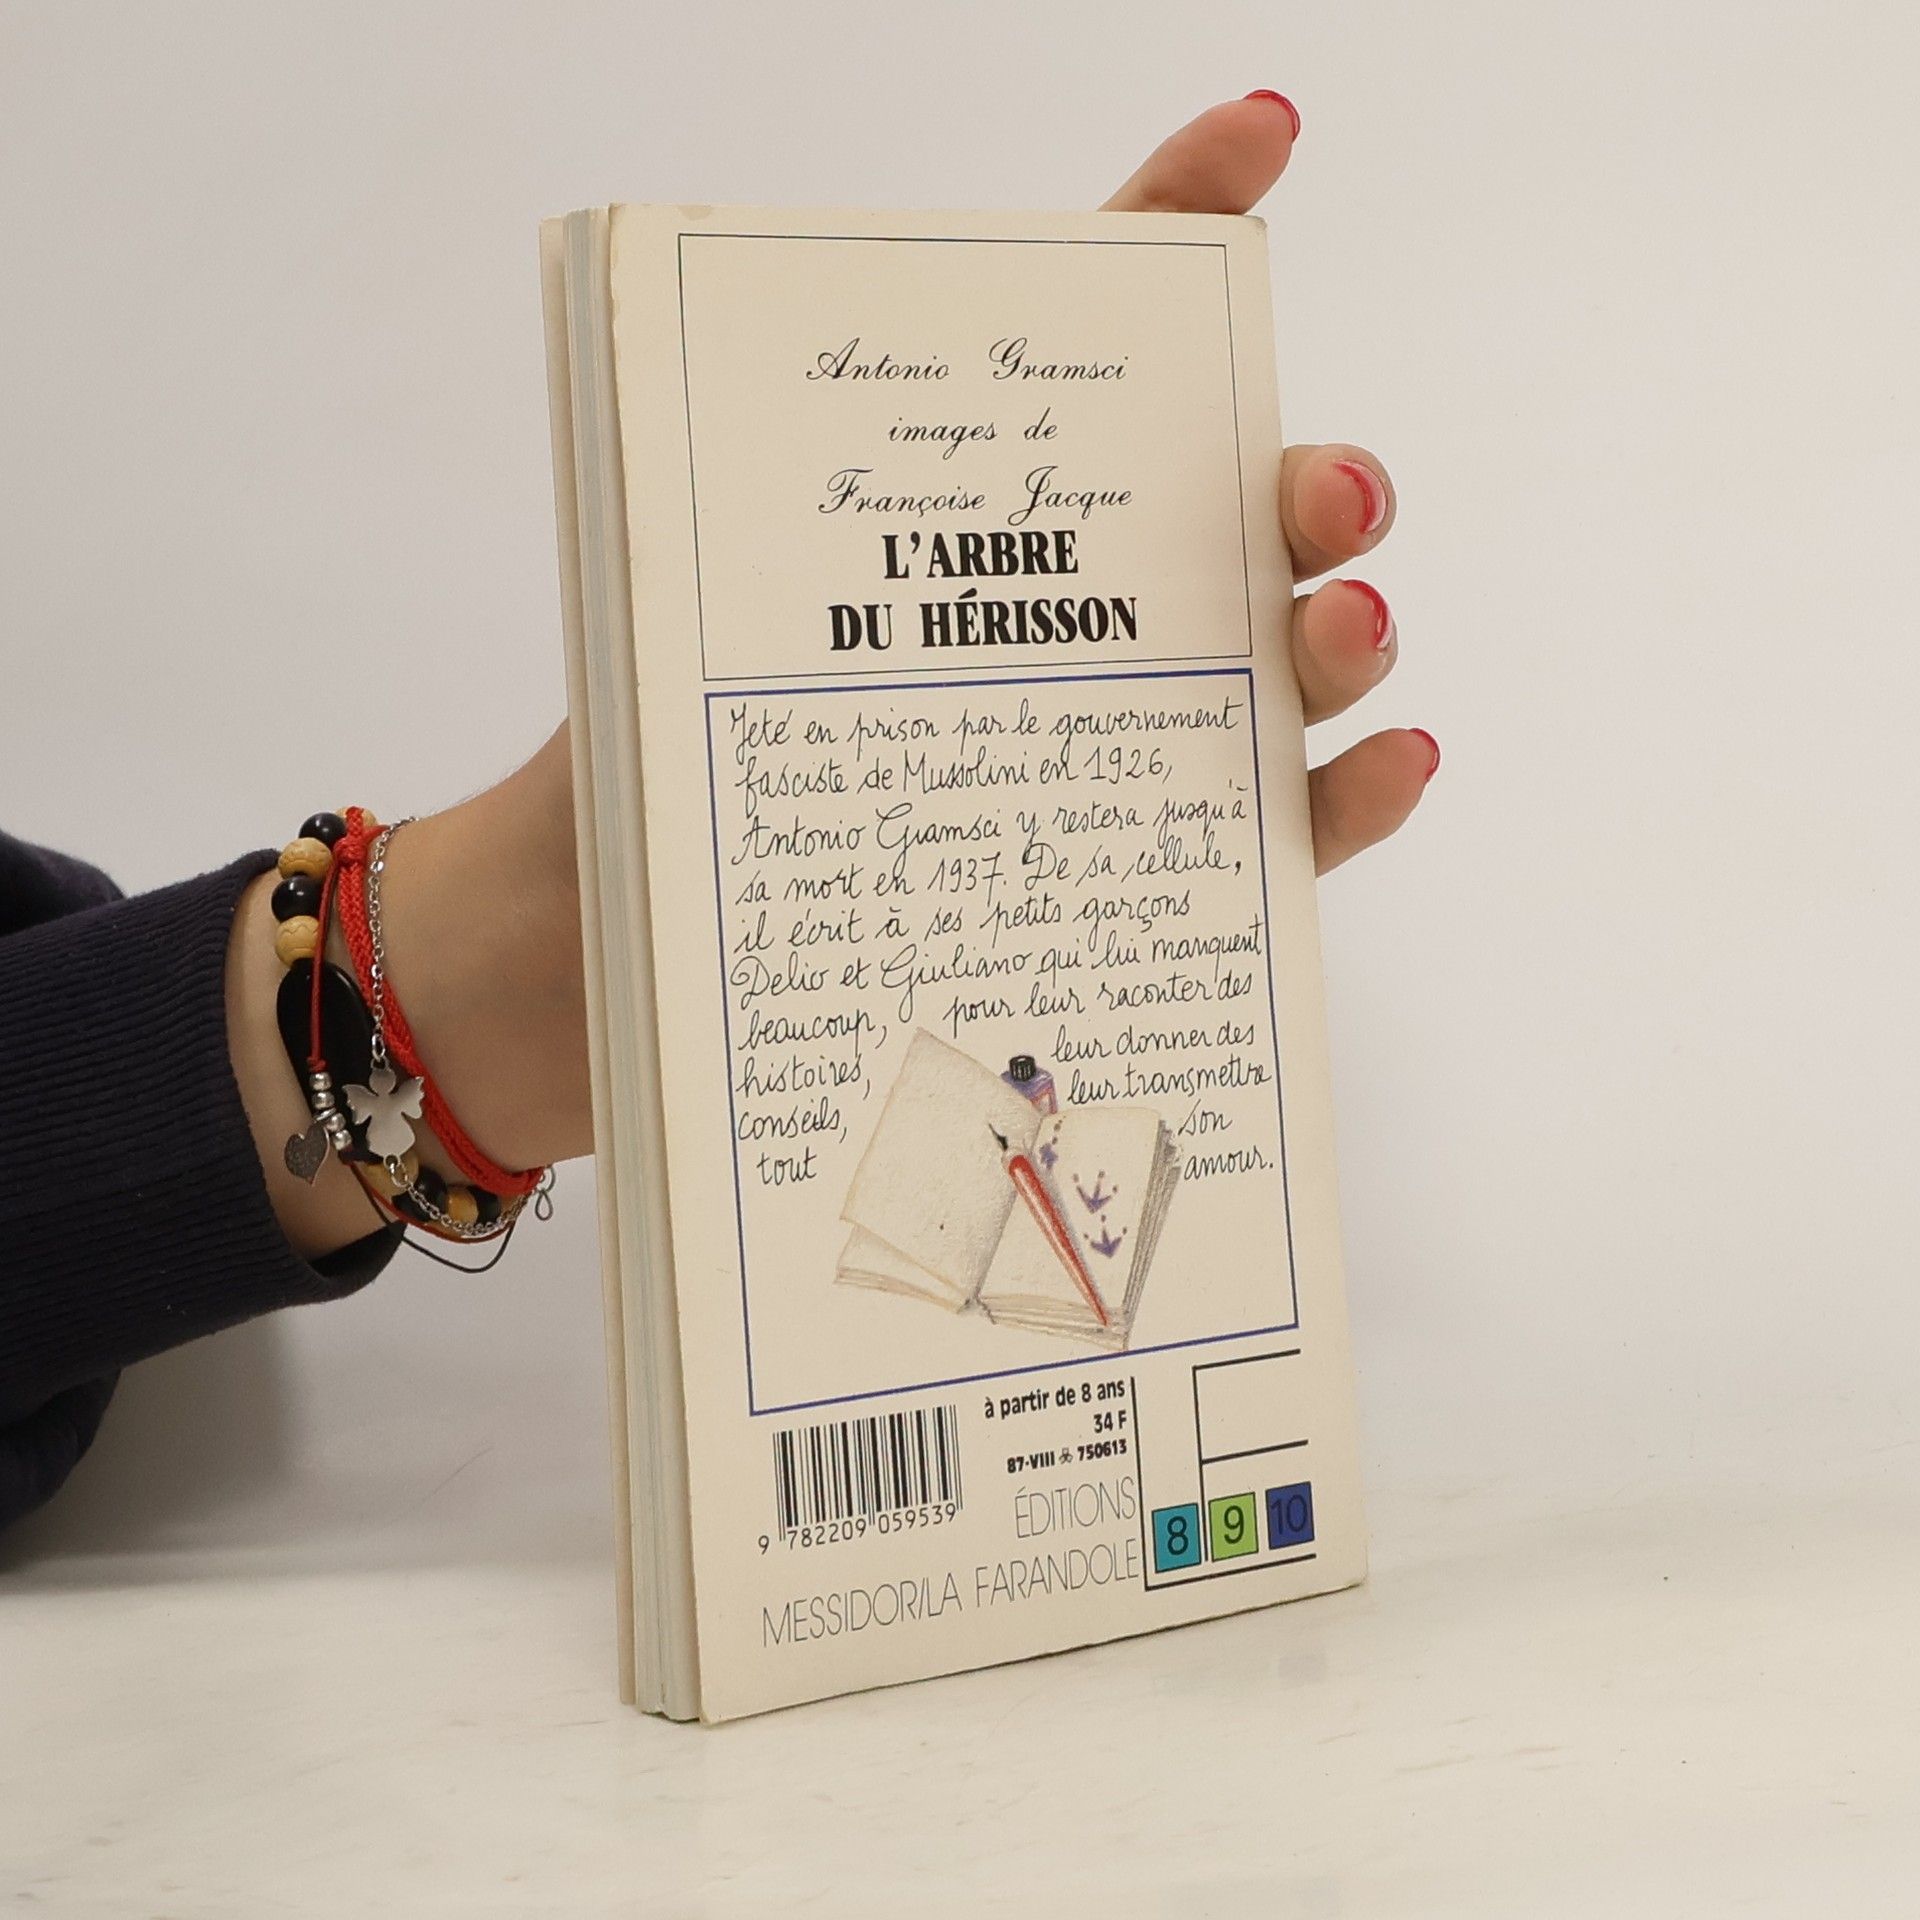 Antonio Gramsci
images de
Françoise Jacque
L'ARBRE
DU HÉRISSON
Jeté en prison par le gouvernement
fasciste de Mussolini en 1926,
Antonio Gramsci y restera jusqu'à
sa mort en 1937. De sa cellule,
il écrit à ses petits garçons
Delio et Giuliano qui lui manquent
beaucoup, pour leur raconter des
histoires, leur donner des
conseils, leur transmettre
tout son
amour.
à partir de 8 ans
34 F
87-VIII 750613
9 782209 059539
ÉDITIONS
MESSIDOR/LA FARANDOLE
8 9 10